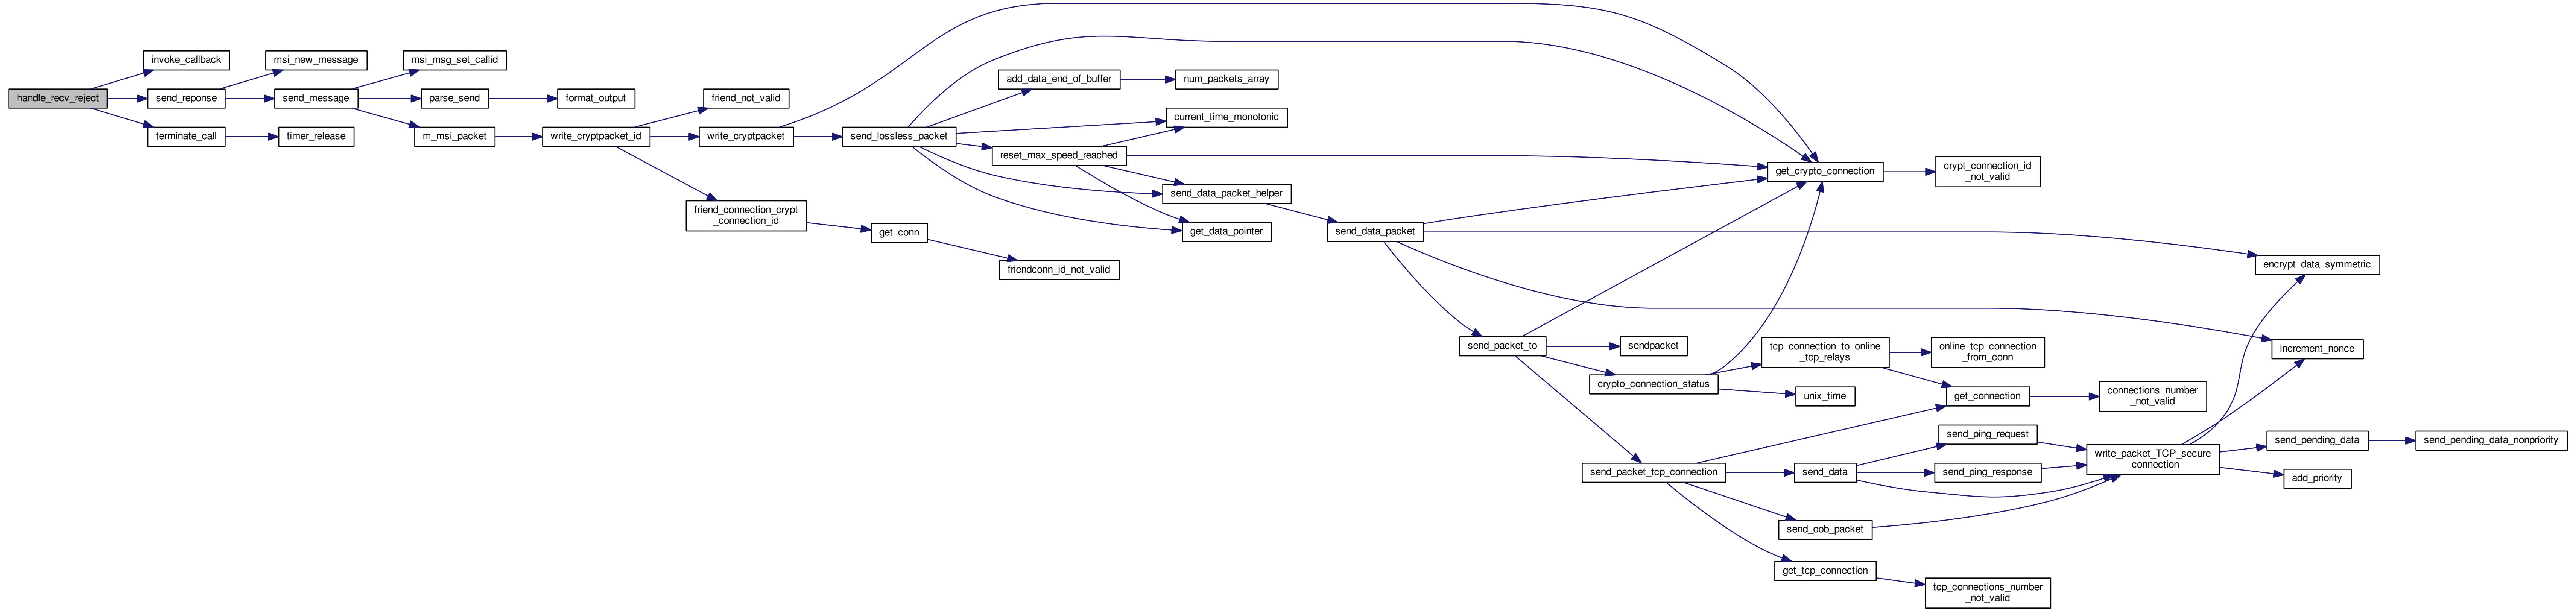 handle_recv_reject
invoke_callback
send_reponse
terminate_call
msi_new_message
send_message
timer_release
msi_msg_set_callid
parse_send
m_msi_packet
format_output
write_cryptpacket_id
friend_not_valid
write_cryptpacket
friend_connection_crypt
_connection_id
send_lossless_packet
get_conn
add_data_end_of_buffer
reset_max_speed_reached
friendconn_id_not_valid
num_packets_array
current_time_monotonic
send_data_packet_helper
get_data_pointer
send_data_packet
send_packet_to
sendpacket
crypto_connection_status
send_packet_tcp_connection
get_crypto_connection
tcp_connection_to_online
_tcp_relays
unix_time
send_data
send_oob_packet
get_tcp_connection
crypt_connection_id
_not_valid
online_tcp_connection
_from_conn
get_connection
send_ping_request
send_ping_response
tcp_connections_number
_not_valid
connections_number
_not_valid
write_packet_TCP_secure
_connection
encrypt_data_symmetric
increment_nonce
send_pending_data
add_priority
send_pending_data_nonpriority